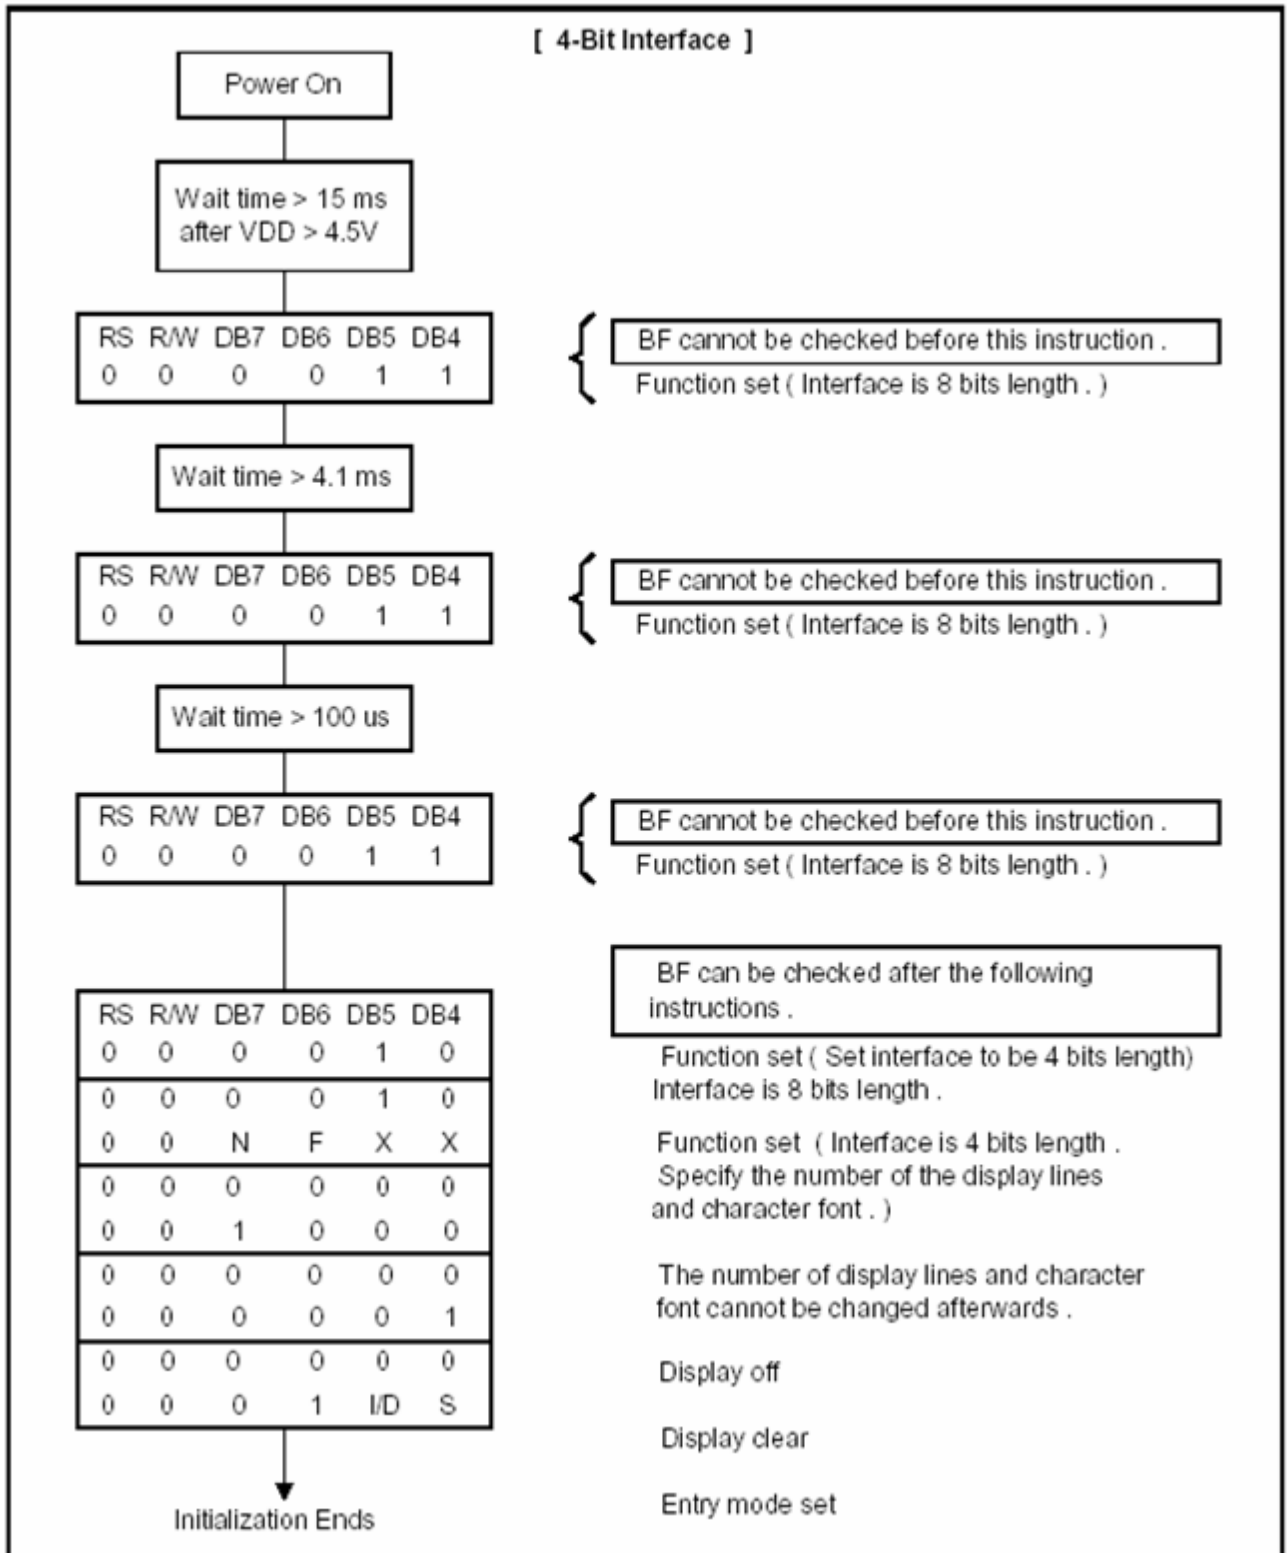 [ 4-Bit Interface ]
Power On
Wait time > 15 ms
after VDD > 4.5V
RS R/W DB7 DB6 DB5 DB4
0 0 0 0 1 1
BF cannot be checked before this instruction .
Function set ( Interface is 8 bits length . )
Wait time > 4.1 ms
RS R/W DB7 DB6 DB5 DB4
0 0 0 0 1 1
BF cannot be checked before this instruction .
Function set ( Interface is 8 bits length . )
Wait time > 100 us
RS R/W DB7 DB6 DB5 DB4
0 0 0 0 1 1
BF cannot be checked before this instruction .
Function set ( Interface is 8 bits length . )
RS R/W DB7 DB6 DB5 DB4
0 0 0 0 1 0
0 0 0 0 1 0
0 0 N F X X
0 0 0 0 0 0
0 0 1 0 0 0
0 0 0 0 0 0
0 0 0 0 0 1
0 0 0 0 0 0
0 0 0 1 I/D S
BF can be checked after the following
instructions .
Function set ( Set interface to be 4 bits length)
Interface is 8 bits length .
Function set ( Interface is 4 bits length .
Specify the number of the display lines
and character font . )
The number of display lines and character
font cannot be changed afterwards .
Display off
Display clear
Entry mode set
Initialization Ends